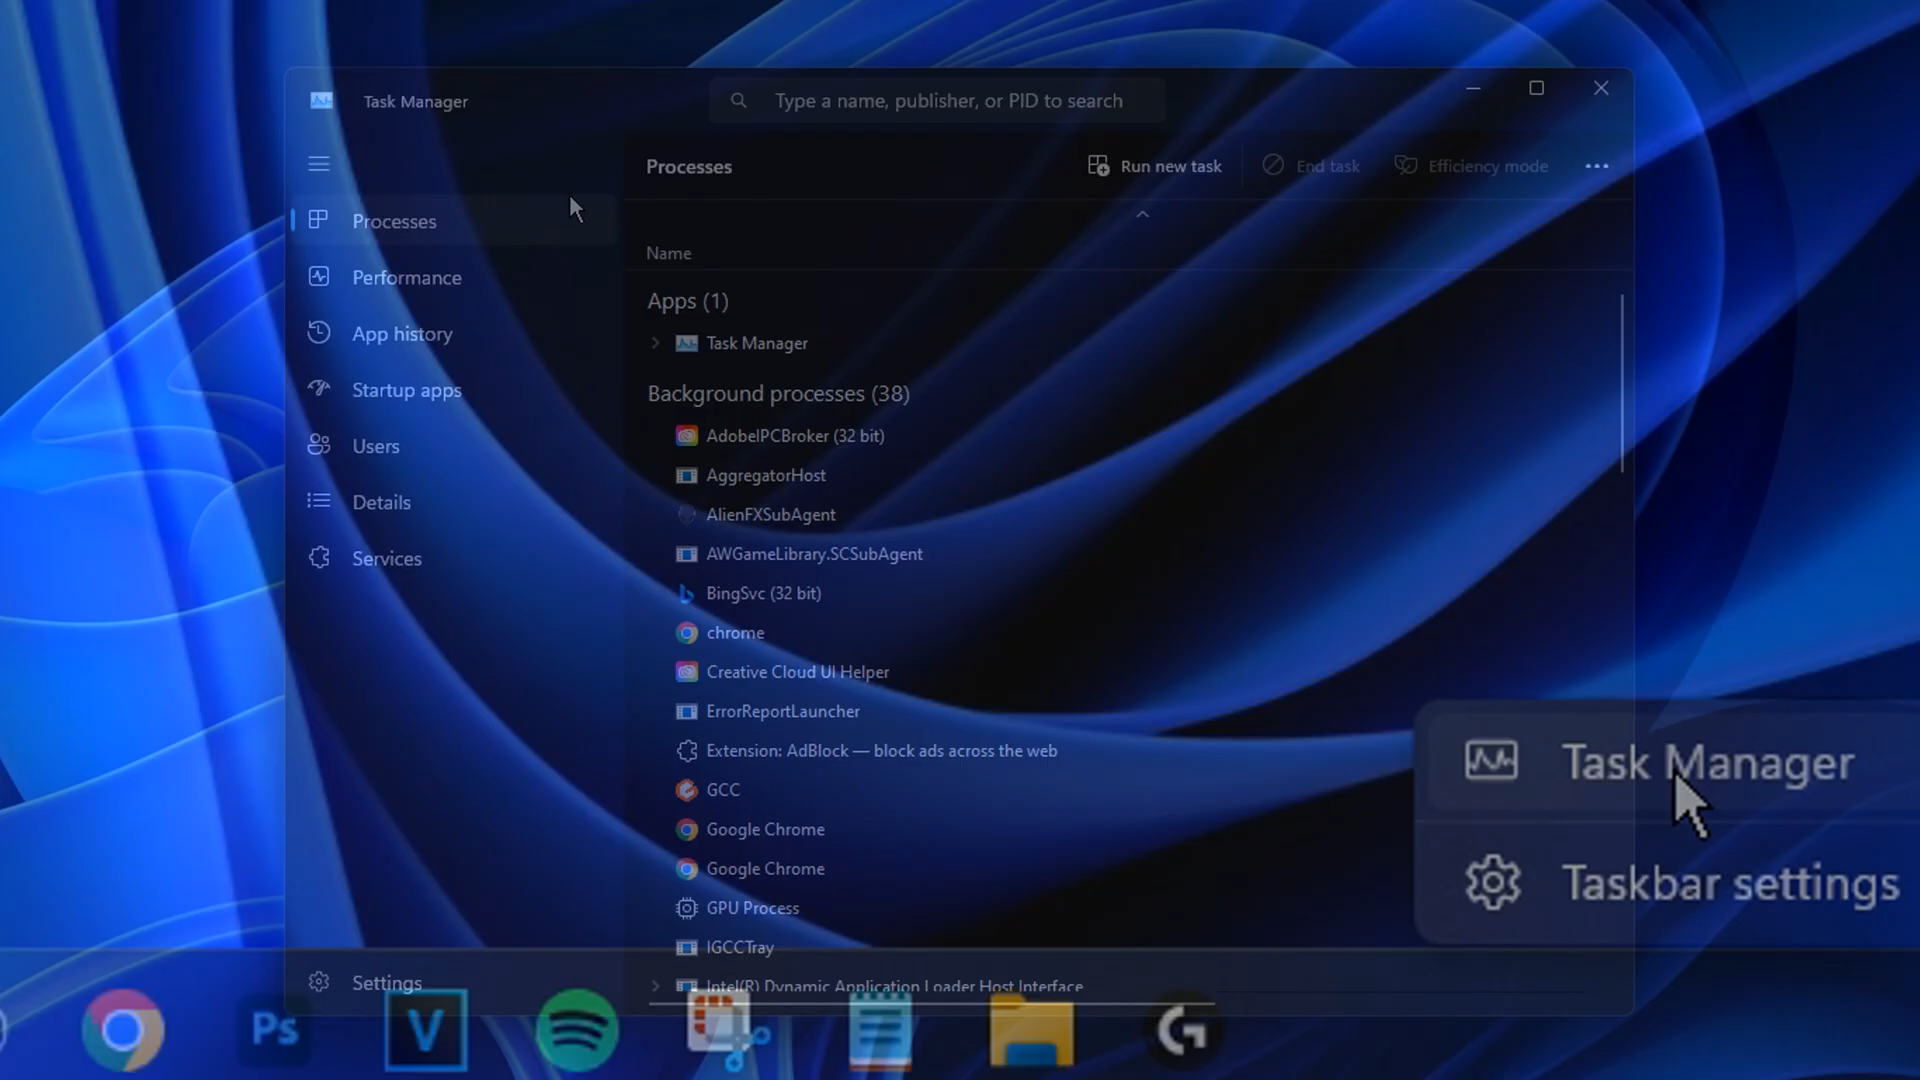 Task Manager
Type a name, publisher, or PID to search
Processes
Run new task
End task
Efficiency mode
Processes
Performance
App history
Startup apps
Users
Details
Services
Settings
Name
Apps (1)
Task Manager
Background processes (38)
AdobeIPCBroker (32 bit)
AggregatorHost
AlienFXSubAgent
AWGameLibrary.SCSubAgent
BingSvc (32 bit)
chrome
Creative Cloud UI Helper
ErrorReportLauncher
Extension: AdBlock — block ads across the web
GCC
Google Chrome
Google Chrome
GPU Process
IGCCTray
Intel(R) Dynamic Application Loader Host Interface
Task Manager
Taskbar settings
Ps
V
G